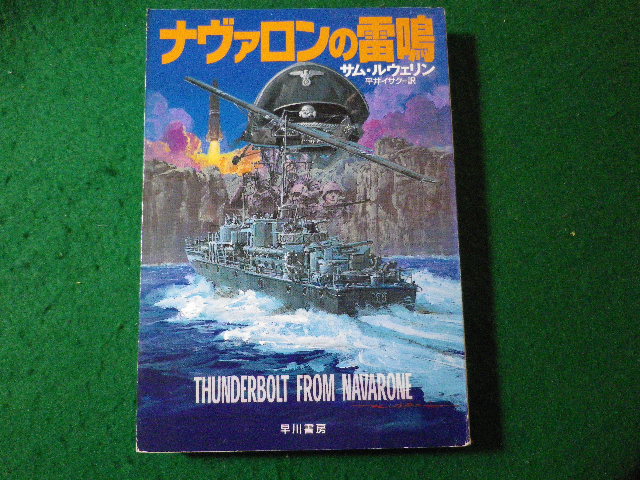 ナヴァロンの雷鳴
サム・ルウェリン
平井イサク=訳
THUNDERBOLT FROM NAVARONE
早川書房